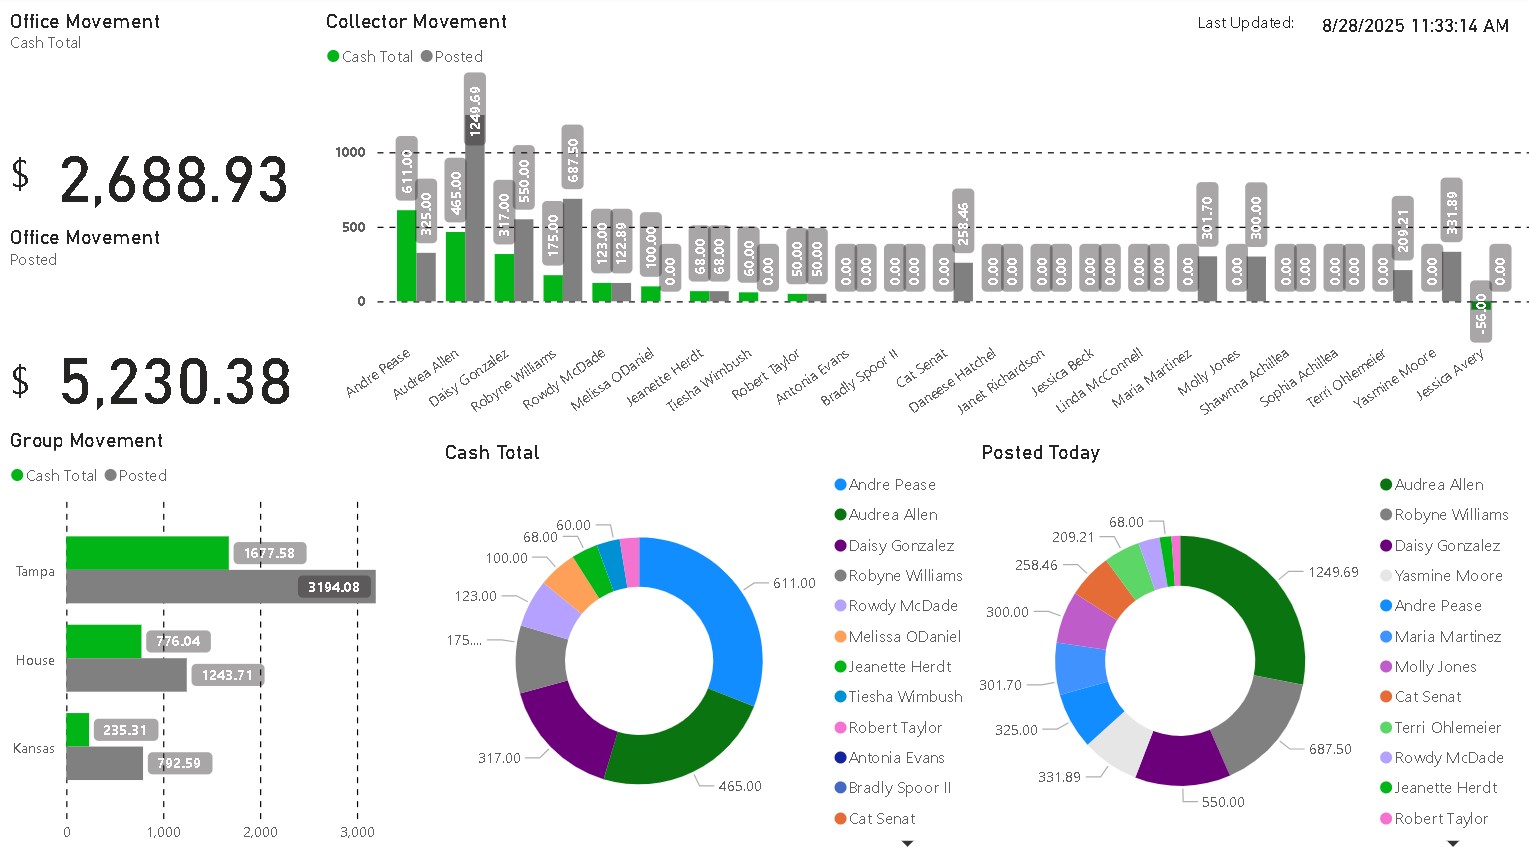 Office Movement
Cash Total
$ 2,688.93
Office Movement
Posted
$ 5,230.38
Collector Movement
Cash Total Posted
Last Updated: 8/28/2025 11:33:14 AM
1000
500
0
611.00 325.00 465.00 1249.69 317.00 550.00 175.00 687.50 123.00 122.89 100.00 0.00 68.00 68.00 60.00 0.00 50.00 50.00 0.00 0.00 0.00 0.00 0.00 258.46 0.00 0.00 0.00 0.00 0.00 0.00 0.00 0.00 0.00 301.70 0.00 300.00 0.00 0.00 0.00 0.00 0.00 209.21 0.00 331.89 -56.00 0.00
Andre Pease
Audrea Allen
Daisy Gonzalez
Robyne Williams
Rowdy McDade
Melissa ODaniel
Jeanette Herdt
Tiesha Wimbush
Robert Taylor
Antonia Evans
Bradly Spoor II
Cat Senat
Daneese Hatchel
Janet Richardson
Jessica Beck
Linda McConnell
Maria Martinez
Molly Jones
Shawna Achillea
Sophia Achillea
Terri Ohlemeier
Yasmine Moore
Jessica Avery
Group Movement
Cash Total Posted
Tampa
1677.58
3194.08
House
776.04
1243.71
Kansas
235.31
792.59
0 1,000 2,000 3,000
Cash Total
60.00
68.00
100.00
123.00
175....
317.00
465.00
611.00
Andre Pease
Audrea Allen
Daisy Gonzalez
Robyne Williams
Rowdy McDade
Melissa ODaniel
Jeanette Herdt
Tiesha Wimbush
Robert Taylor
Antonia Evans
Bradly Spoor II
Cat Senat
Posted Today
68.00
209.21
258.46
300.00
301.70
325.00
331.89
550.00
687.50
1249.69
Audrea Allen
Robyne Williams
Daisy Gonzalez
Yasmine Moore
Andre Pease
Maria Martinez
Molly Jones
Cat Senat
Terri Ohlemeier
Rowdy McDade
Jeanette Herdt
Robert Taylor